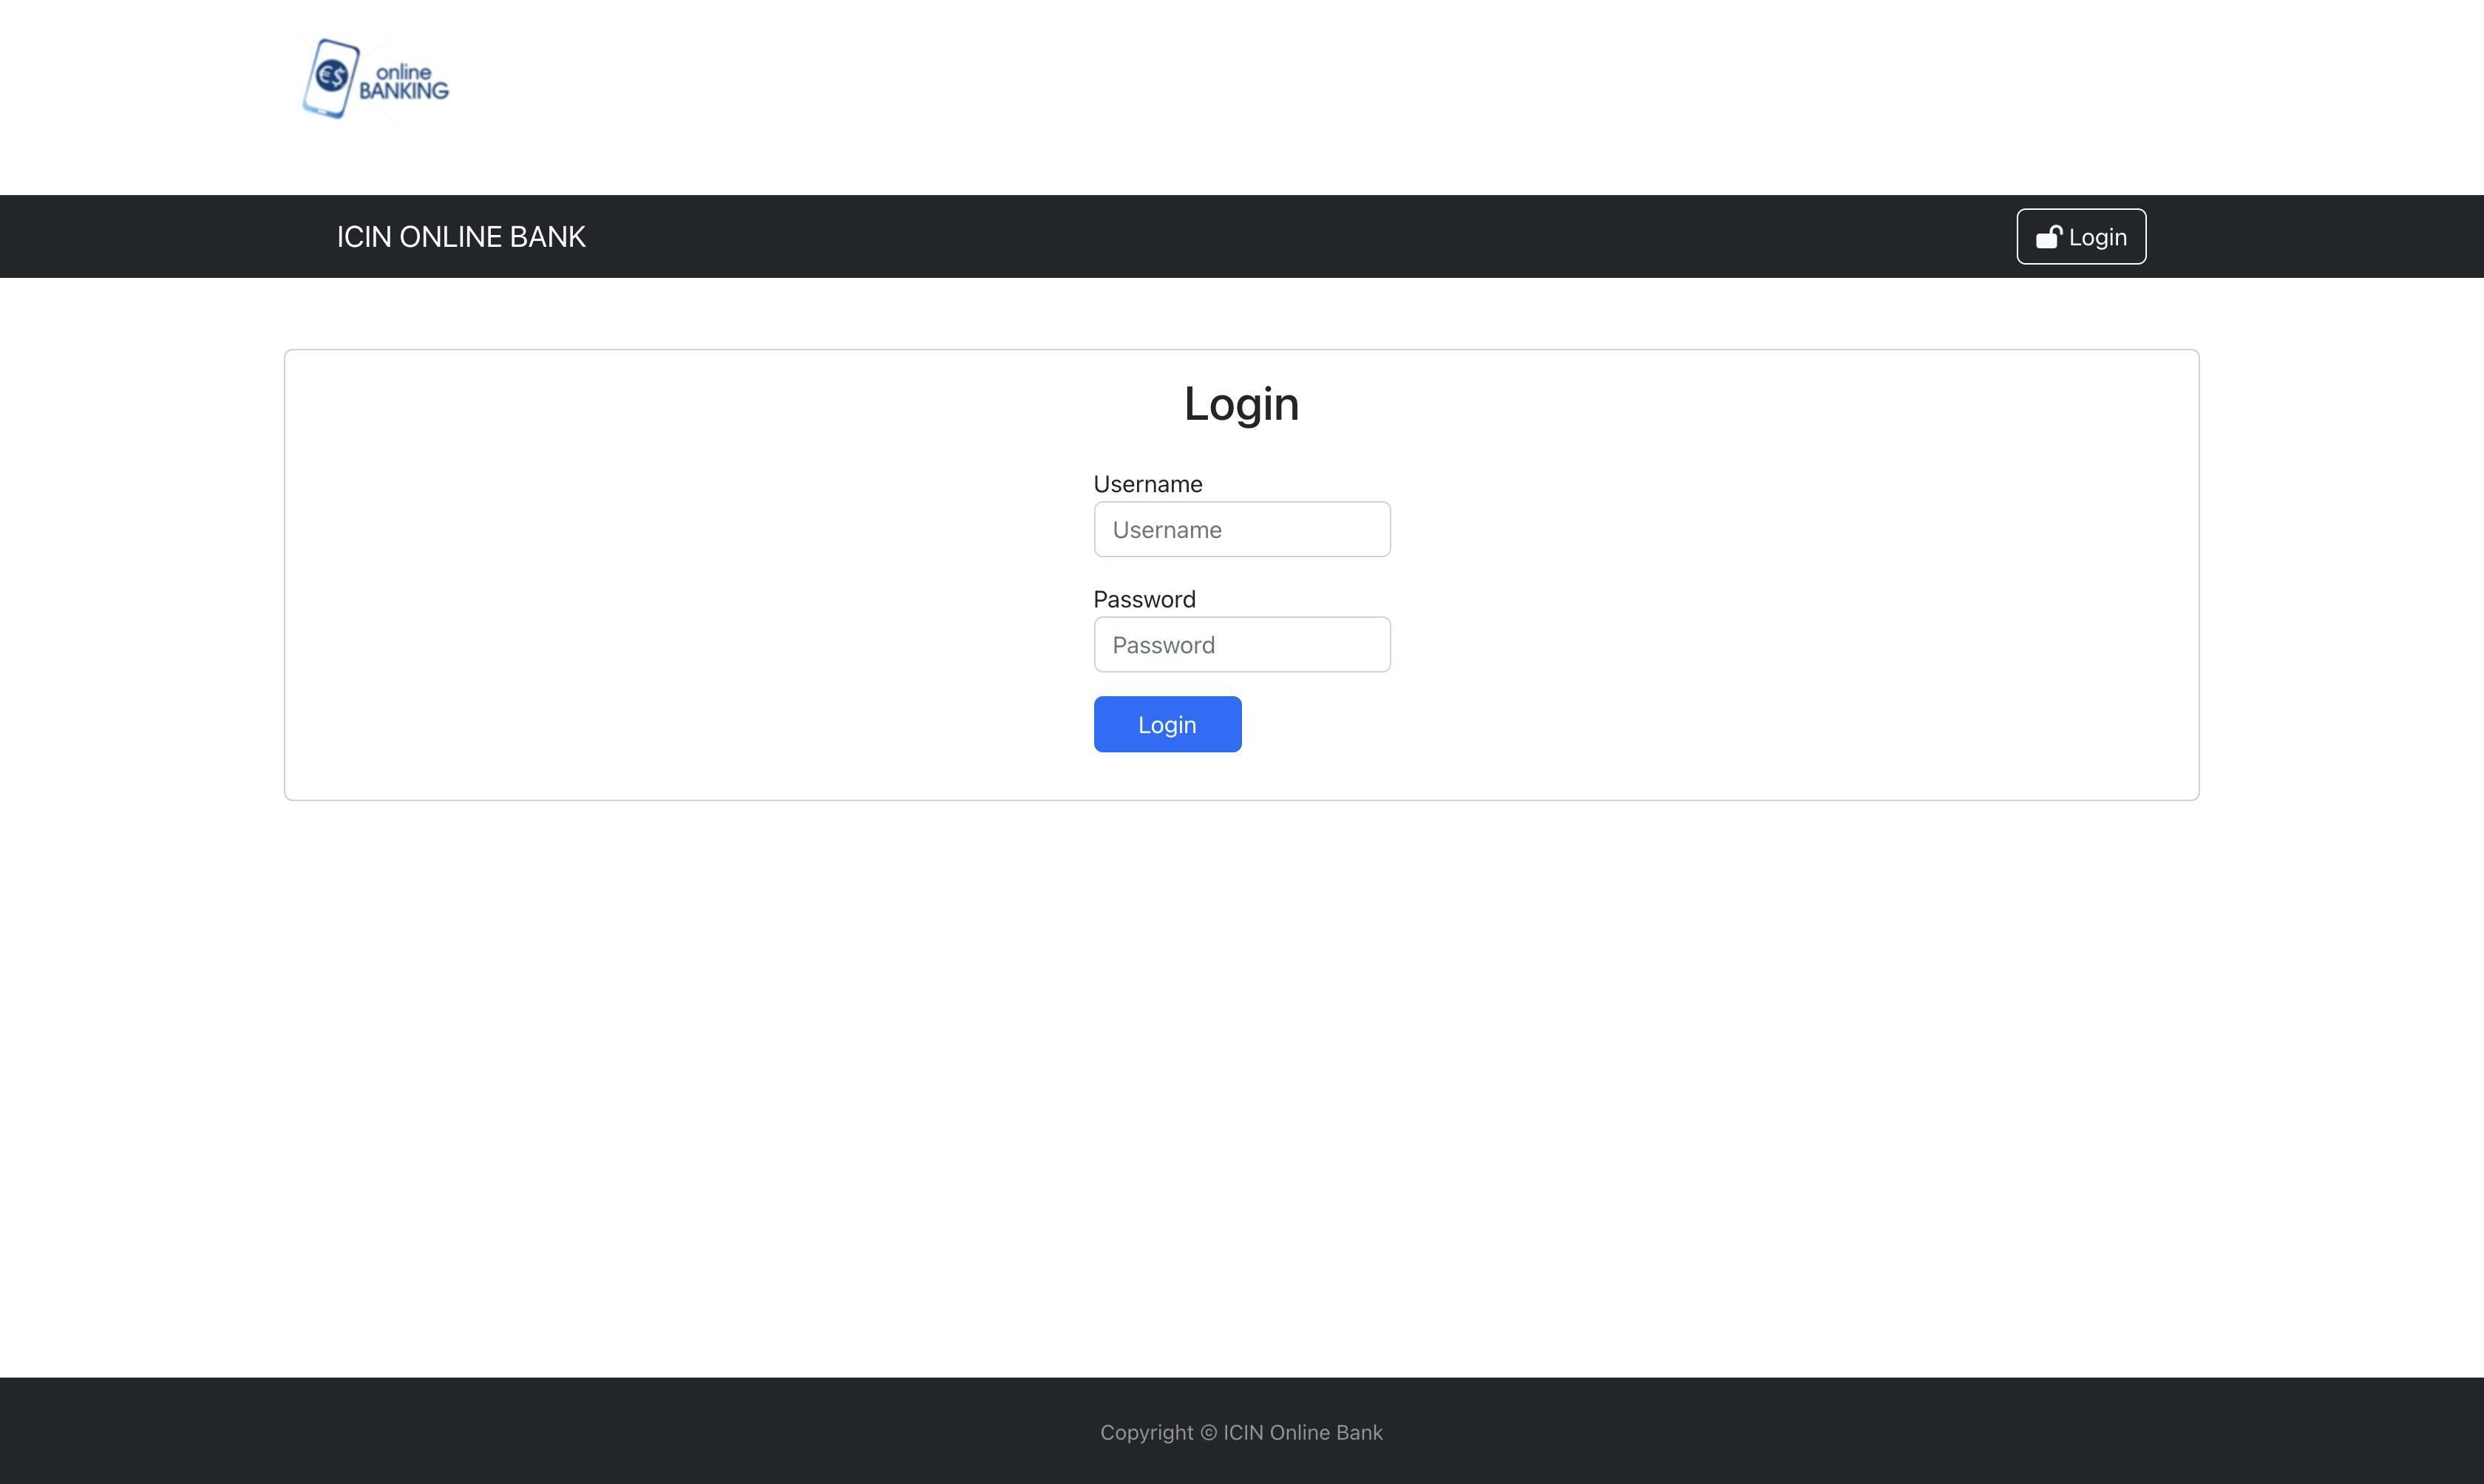 online
BANKING
ICIN ONLINE BANK
Login
Login
Username
Username
Password
Password
Login
Copyright © ICIN Online Bank